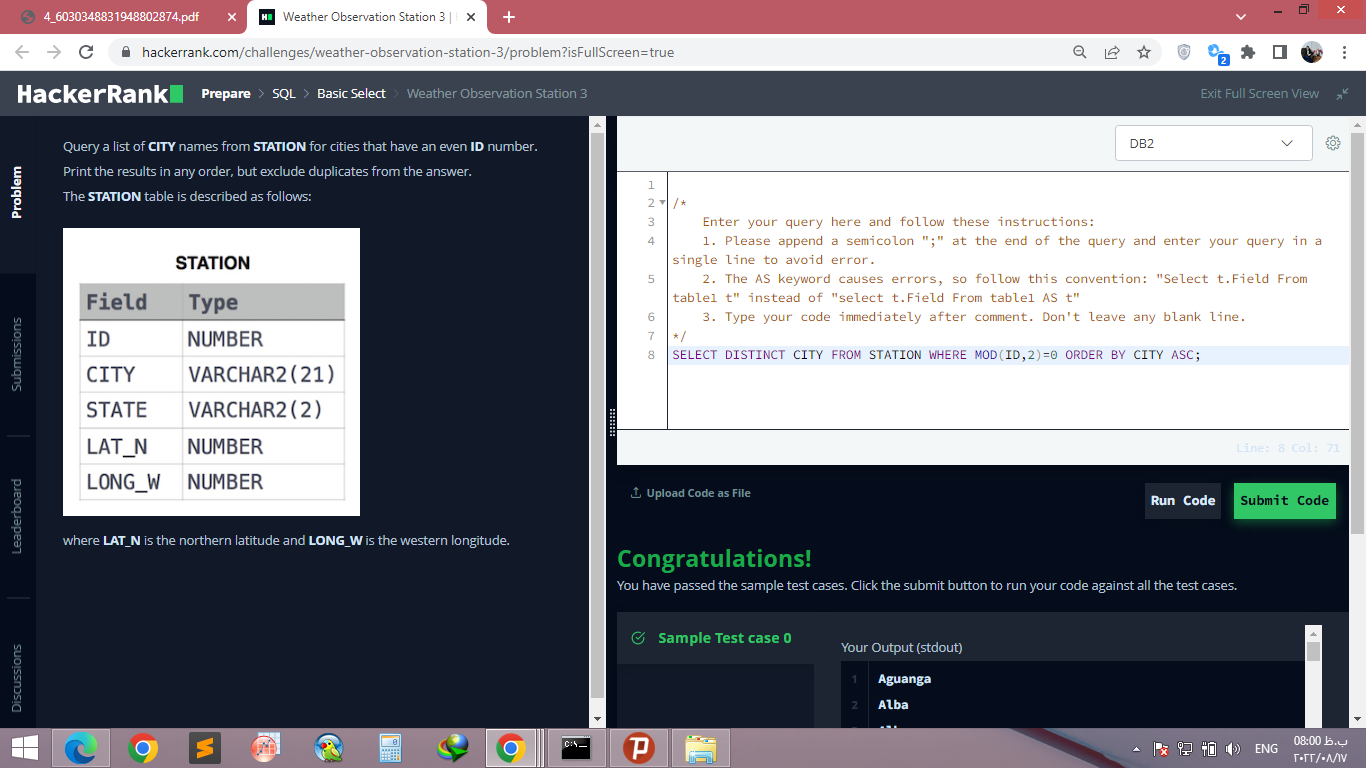 4_6030348831948802874.pdf
Weather Observation Station 3 |
hackerrank.com/challenges/weather-observation-station-3/problem?isFullScreen=true
2
HackerRank
Prepare > SQL > Basic Select > Weather Observation Station 3
Exit Full Screen View
Problem
Submissions
Leaderboard
Discussions
Query a list of CITY names from STATION for cities that have an even ID number.
Print the results in any order, but exclude duplicates from the answer.
The STATION table is described as follows:
STATION
Field Type
ID NUMBER
CITY VARCHAR2(21)
STATE VARCHAR2(2)
LAT_N NUMBER
LONG_W NUMBER
where LAT_N is the northern latitude and LONG_W is the western longitude.
DB2
1
2 /*
3 Enter your query here and follow these instructions:
4 1. Please append a semicolon ";" at the end of the query and enter your query in a
single line to avoid error.
5 2. The AS keyword causes errors, so follow this convention: "Select t.Field From
table1 t" instead of "select t.Field From table1 AS t"
6 3. Type your code immediately after comment. Don't leave any blank line.
7 */
8 SELECT DISTINCT CITY FROM STATION WHERE MOD(ID,2)=0 ORDER BY CITY ASC;
Line: 8 Col: 71
Upload Code as File
Run Code
Submit Code
Congratulations!
You have passed the sample test cases. Click the submit button to run your code against all the test cases.
Sample Test case 0
Your Output (stdout)
1 Aguanga
2 Alba
ENG
08:00 ب.ظ
٢٠٢٢/٠٨/١٧